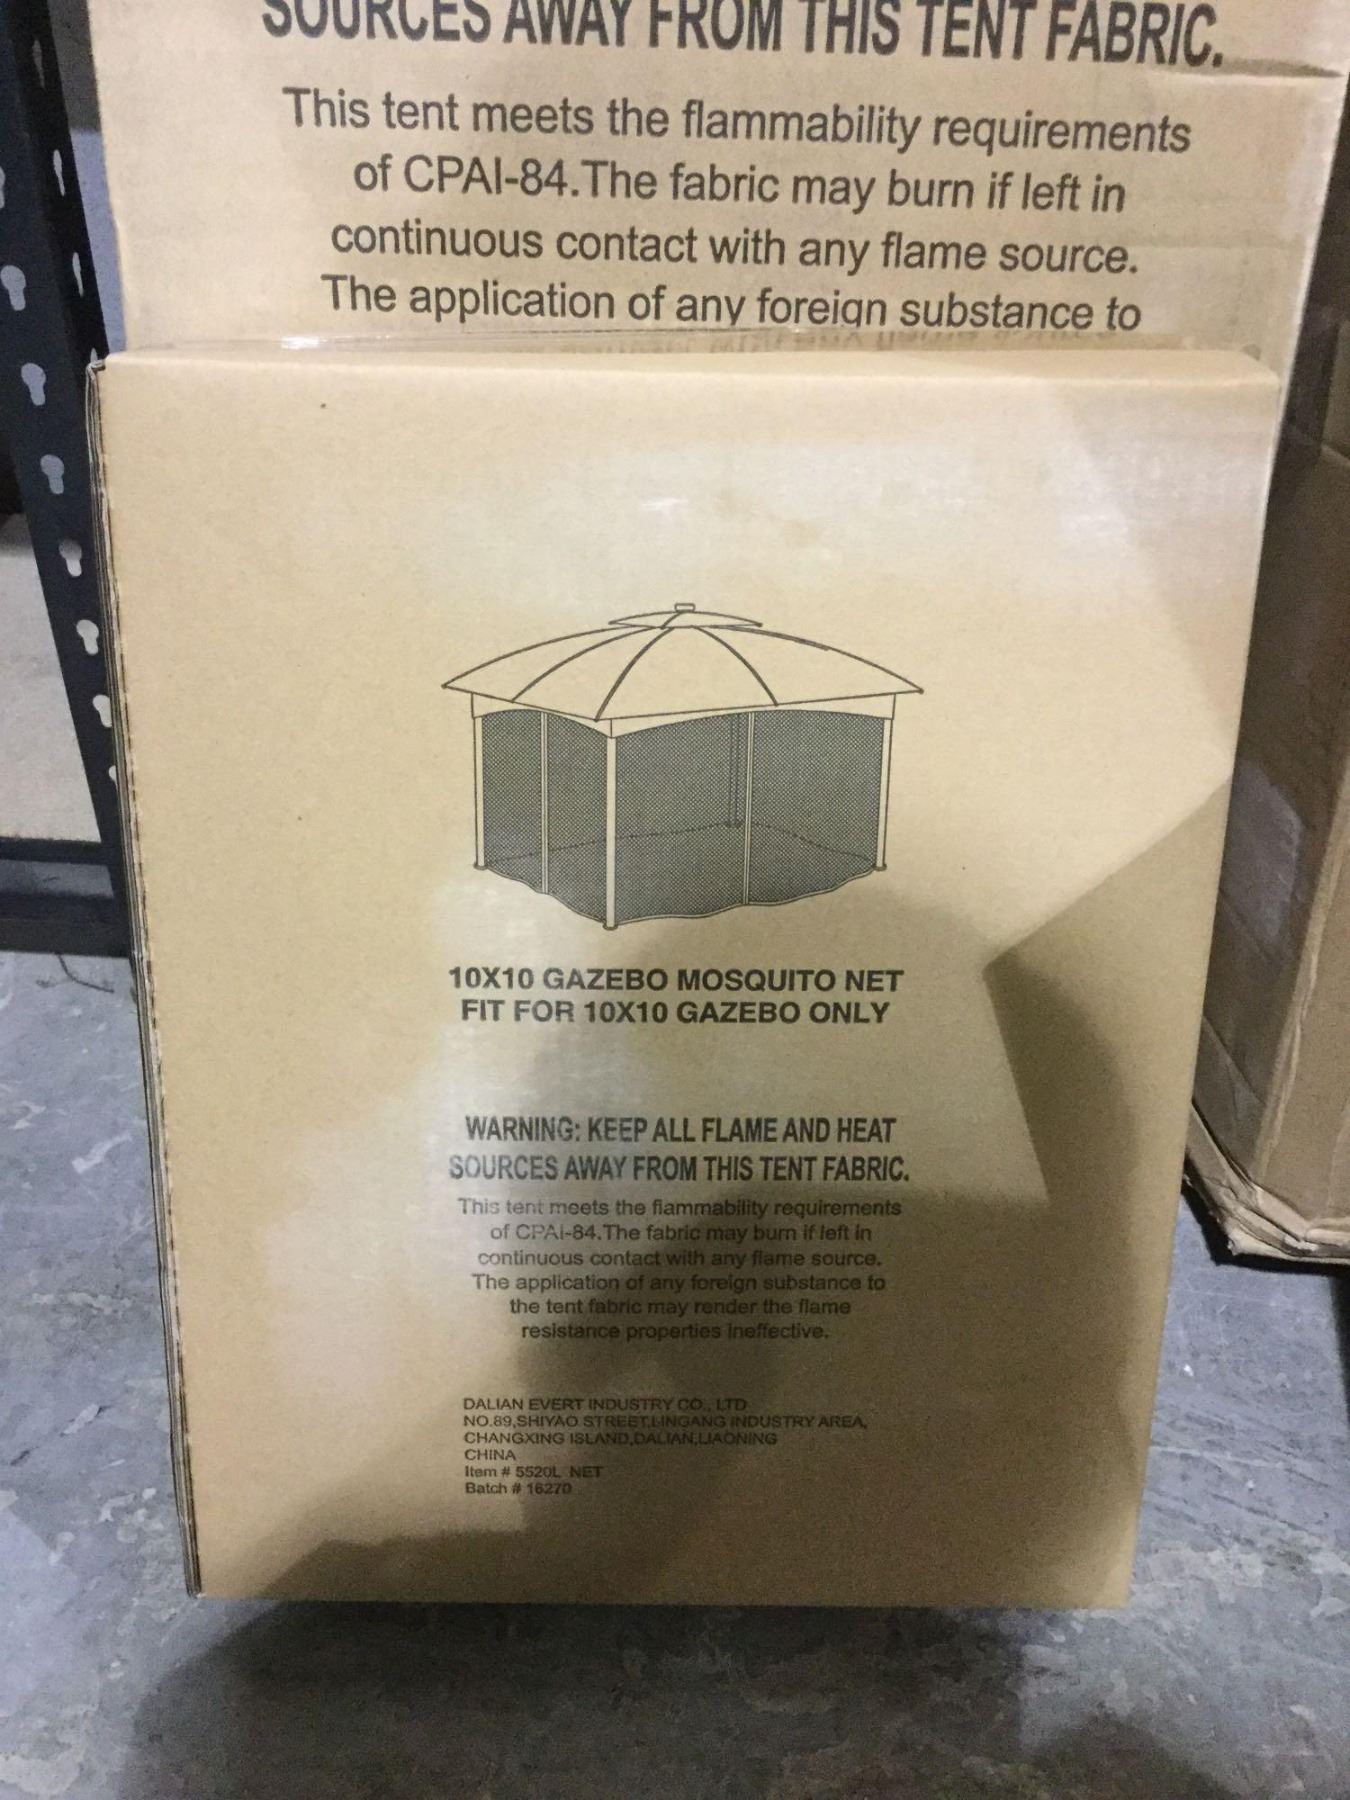 SOURCES AWAY FROM THIS TENT FABRIC.
This tent meets the flammability requirements
of CPAI-84.The fabric may burn if left in
continuous contact with any flame source.
The application of any foreign substance to
10X10 GAZEBO MOSQUITO NET
FIT FOR 10X10 GAZEBO ONLY
WARNING: KEEP ALL FLAME AND HEAT
SOURCES AWAY FROM THIS TENT FABRIC.
This tent meets the flammability requirements
of CPAI-84.The fabric may burn if left in
continuous contact with any flame source.
The application of any foreign substance to
the tent fabric may render the flame
resistance properties ineffective.
DALIAN EVERT INDUSTRY CO., LTD
NO.89,SHIYAO STREET,LINGANG INDUSTRY AREA,
CHANGXING ISLAND,DALIAN,LIAONING
CHINA
Item # 5520L NET
Batch # 16270